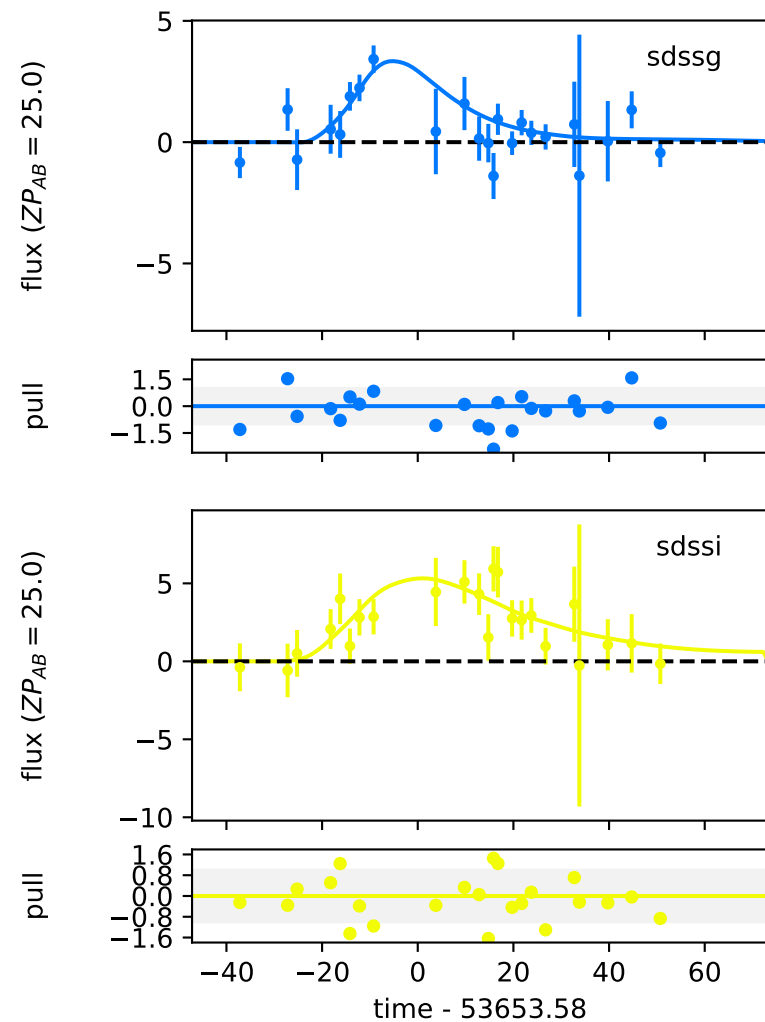 sdssg
flux (ZP_AB = 25.0)
5
0
−5
pull
1.5
0.0
−1.5
sdssi
flux (ZP_AB = 25.0)
5
0
−5
−10
pull
1.6
0.8
0.0
−0.8
−1.6
−40 −20 0 20 40 60
time - 53653.58